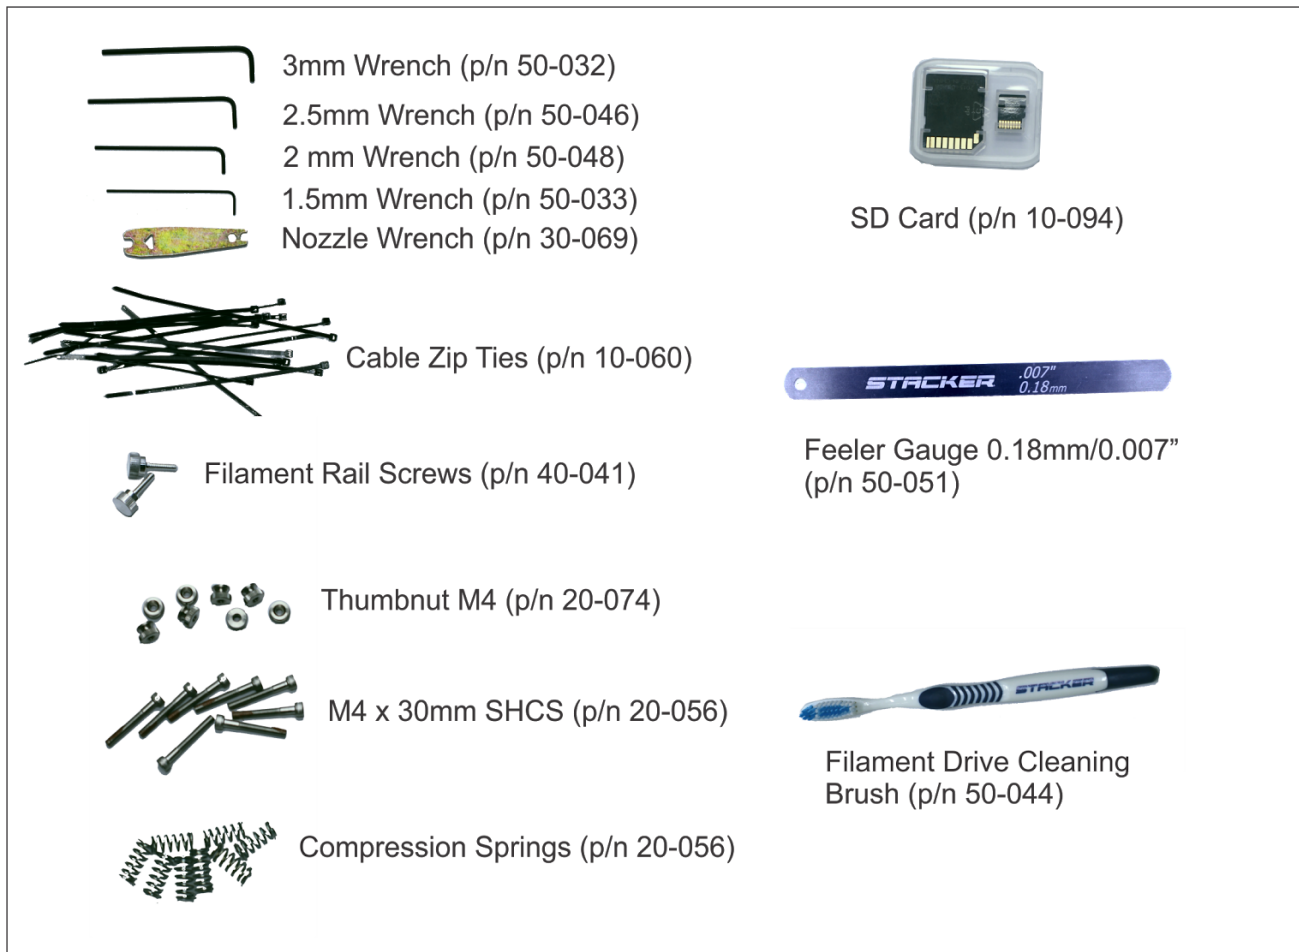 3mm Wrench (p/n 50-032)
2.5mm Wrench (p/n 50-046)
2 mm Wrench (p/n 50-048)
1.5mm Wrench (p/n 50-033)
Nozzle Wrench (p/n 30-069)
Cable Zip Ties (p/n 10-060)
Filament Rail Screws (p/n 40-041)
Thumbnut M4 (p/n 20-074)
M4 x 30mm SHCS (p/n 20-056)
Compression Springs (p/n 20-056)
SD Card (p/n 10-094)
STACKER
.007"
0.18mm
Feeler Gauge 0.18mm/0.007”
(p/n 50-051)
STACKER
Filament Drive Cleaning
Brush (p/n 50-044)